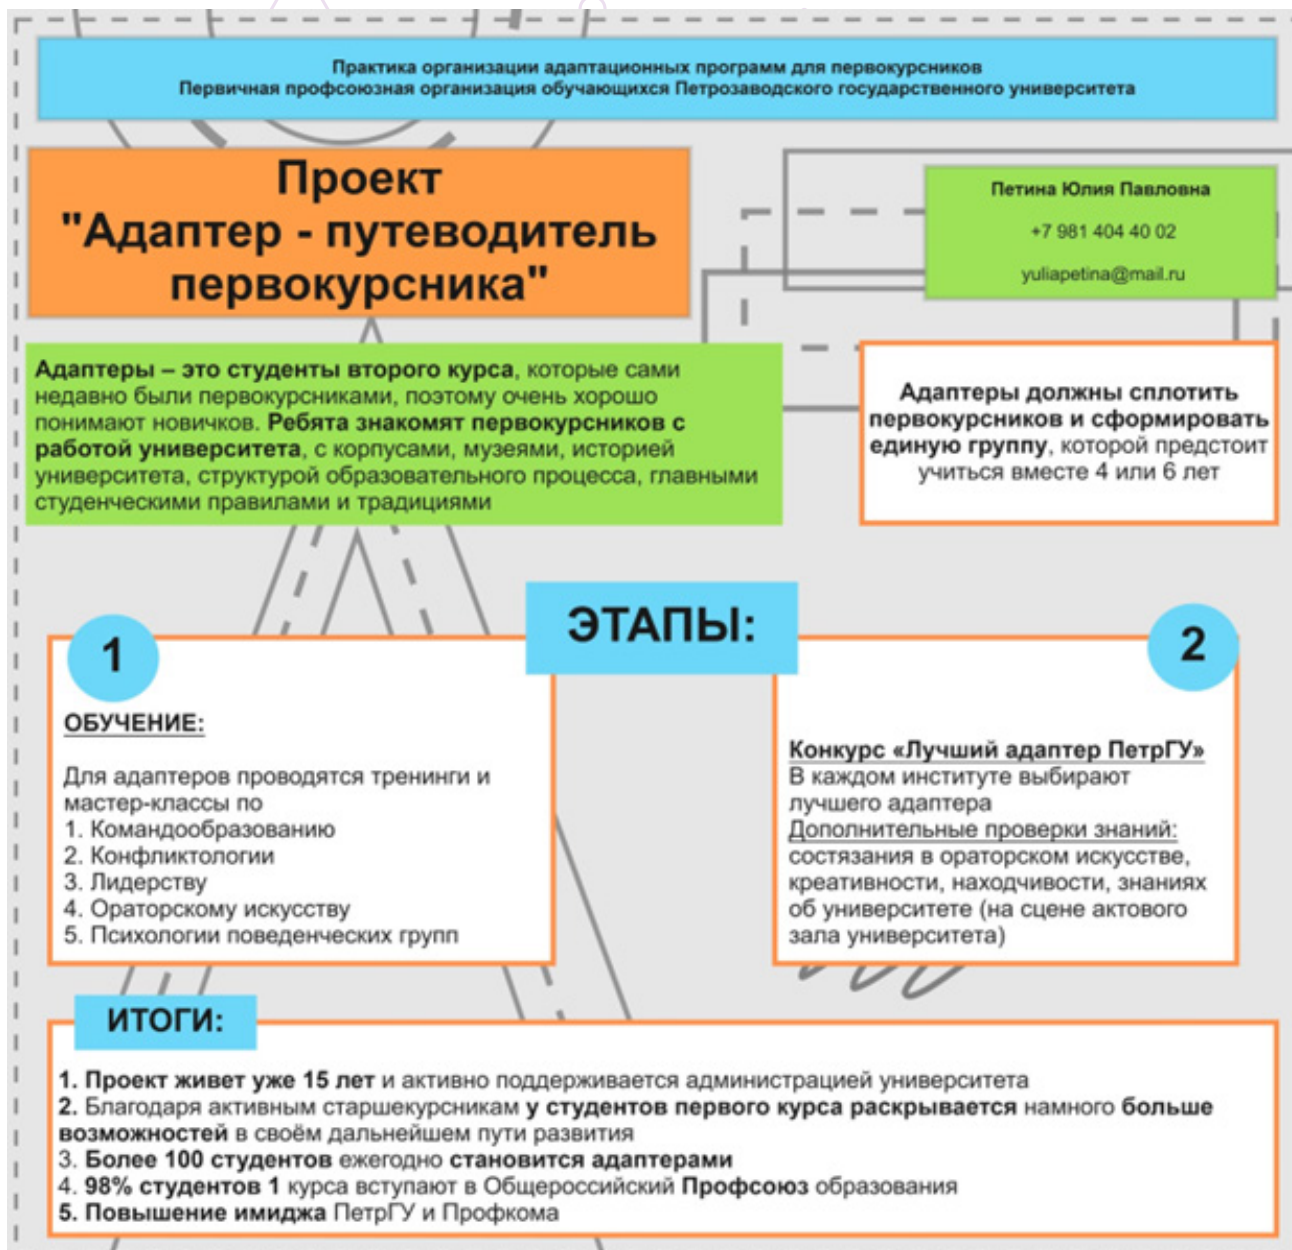 Практика организации адаптационных программ для первокурсников
Первичная профсоюзная организация обучающихся Петрозаводского государственного университета
Проект
"Адаптер - путеводитель
первокурсника"
Петина Юлия Павловна
+7 981 404 40 02
yuliapetina@mail.ru
Адаптеры – это студенты второго курса, которые сами
недавно были первокурсниками, поэтому очень хорошо
понимают новичков. Ребята знакомят первокурсников с
работой университета, с корпусами, музеями, историей
университета, структурой образовательного процесса, главными
студенческими правилами и традициями
Адаптеры должны сплотить
первокурсников и сформировать
единую группу, которой предстоит
учиться вместе 4 или 6 лет
ЭТАПЫ:
1
ОБУЧЕНИЕ:
Для адаптеров проводятся тренинги и
мастер-классы по
1. Командообразованию
2. Конфликтологии
3. Лидерству
4. Ораторскому искусству
5. Психологии поведенческих групп
2
Конкурс «Лучший адаптер ПетрГУ»
В каждом институте выбирают
лучшего адаптера
Дополнительные проверки знаний:
состязания в ораторском искусстве,
креативности, находчивости, знаниях
об университете (на сцене актового
зала университета)
ИТОГИ:
1. Проект живет уже 15 лет и активно поддерживается администрацией университета
2. Благодаря активным старшекурсникам у студентов первого курса раскрывается намного больше
возможностей в своём дальнейшем пути развития
3. Более 100 студентов ежегодно становится адаптерами
4. 98% студентов 1 курса вступают в Общероссийский Профсоюз образования
5. Повышение имиджа ПетрГУ и Профкома